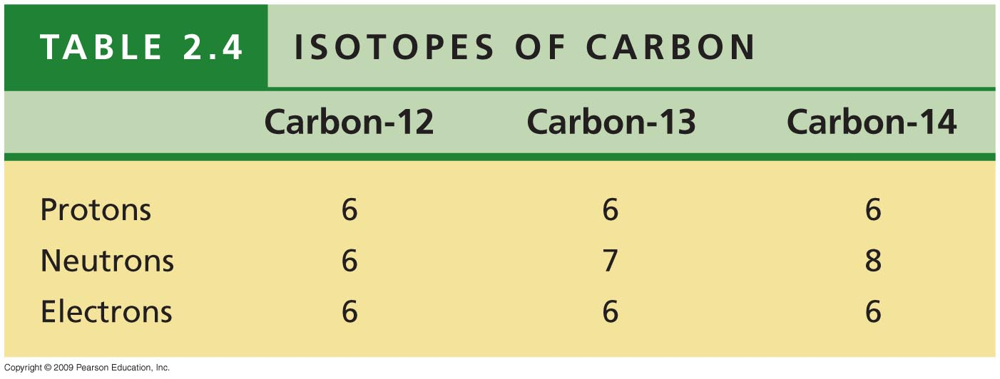 TABLE 2.4 ISOTOPES OF CARBON
Carbon-12 Carbon-13 Carbon-14
Protons 6 6 6
Neutrons 6 7 8
Electrons 6 6 6
Copyright © 2009 Pearson Education, Inc.